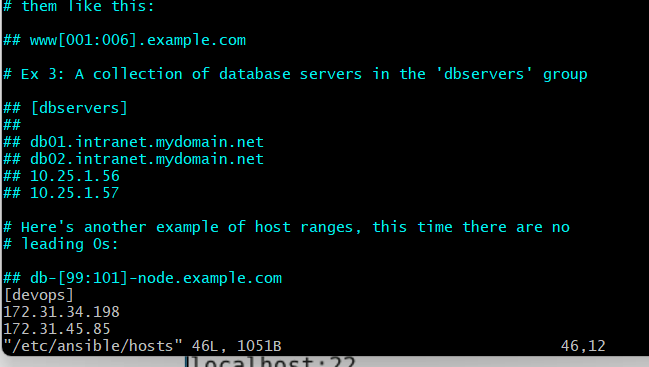 # them like this:
## www[001:006].example.com
# Ex 3: A collection of database servers in the 'dbservers' group
## [dbservers]
##
## db01.intranet.mydomain.net
## db02.intranet.mydomain.net
## 10.25.1.56
## 10.25.1.57
# Here's another example of host ranges, this time there are no
# leading 0s:
## db-[99:101]-node.example.com
[devops]
172.31.34.198
172.31.45.85
"/etc/ansible/hosts" 46L, 1051B 46,12
localhost:22